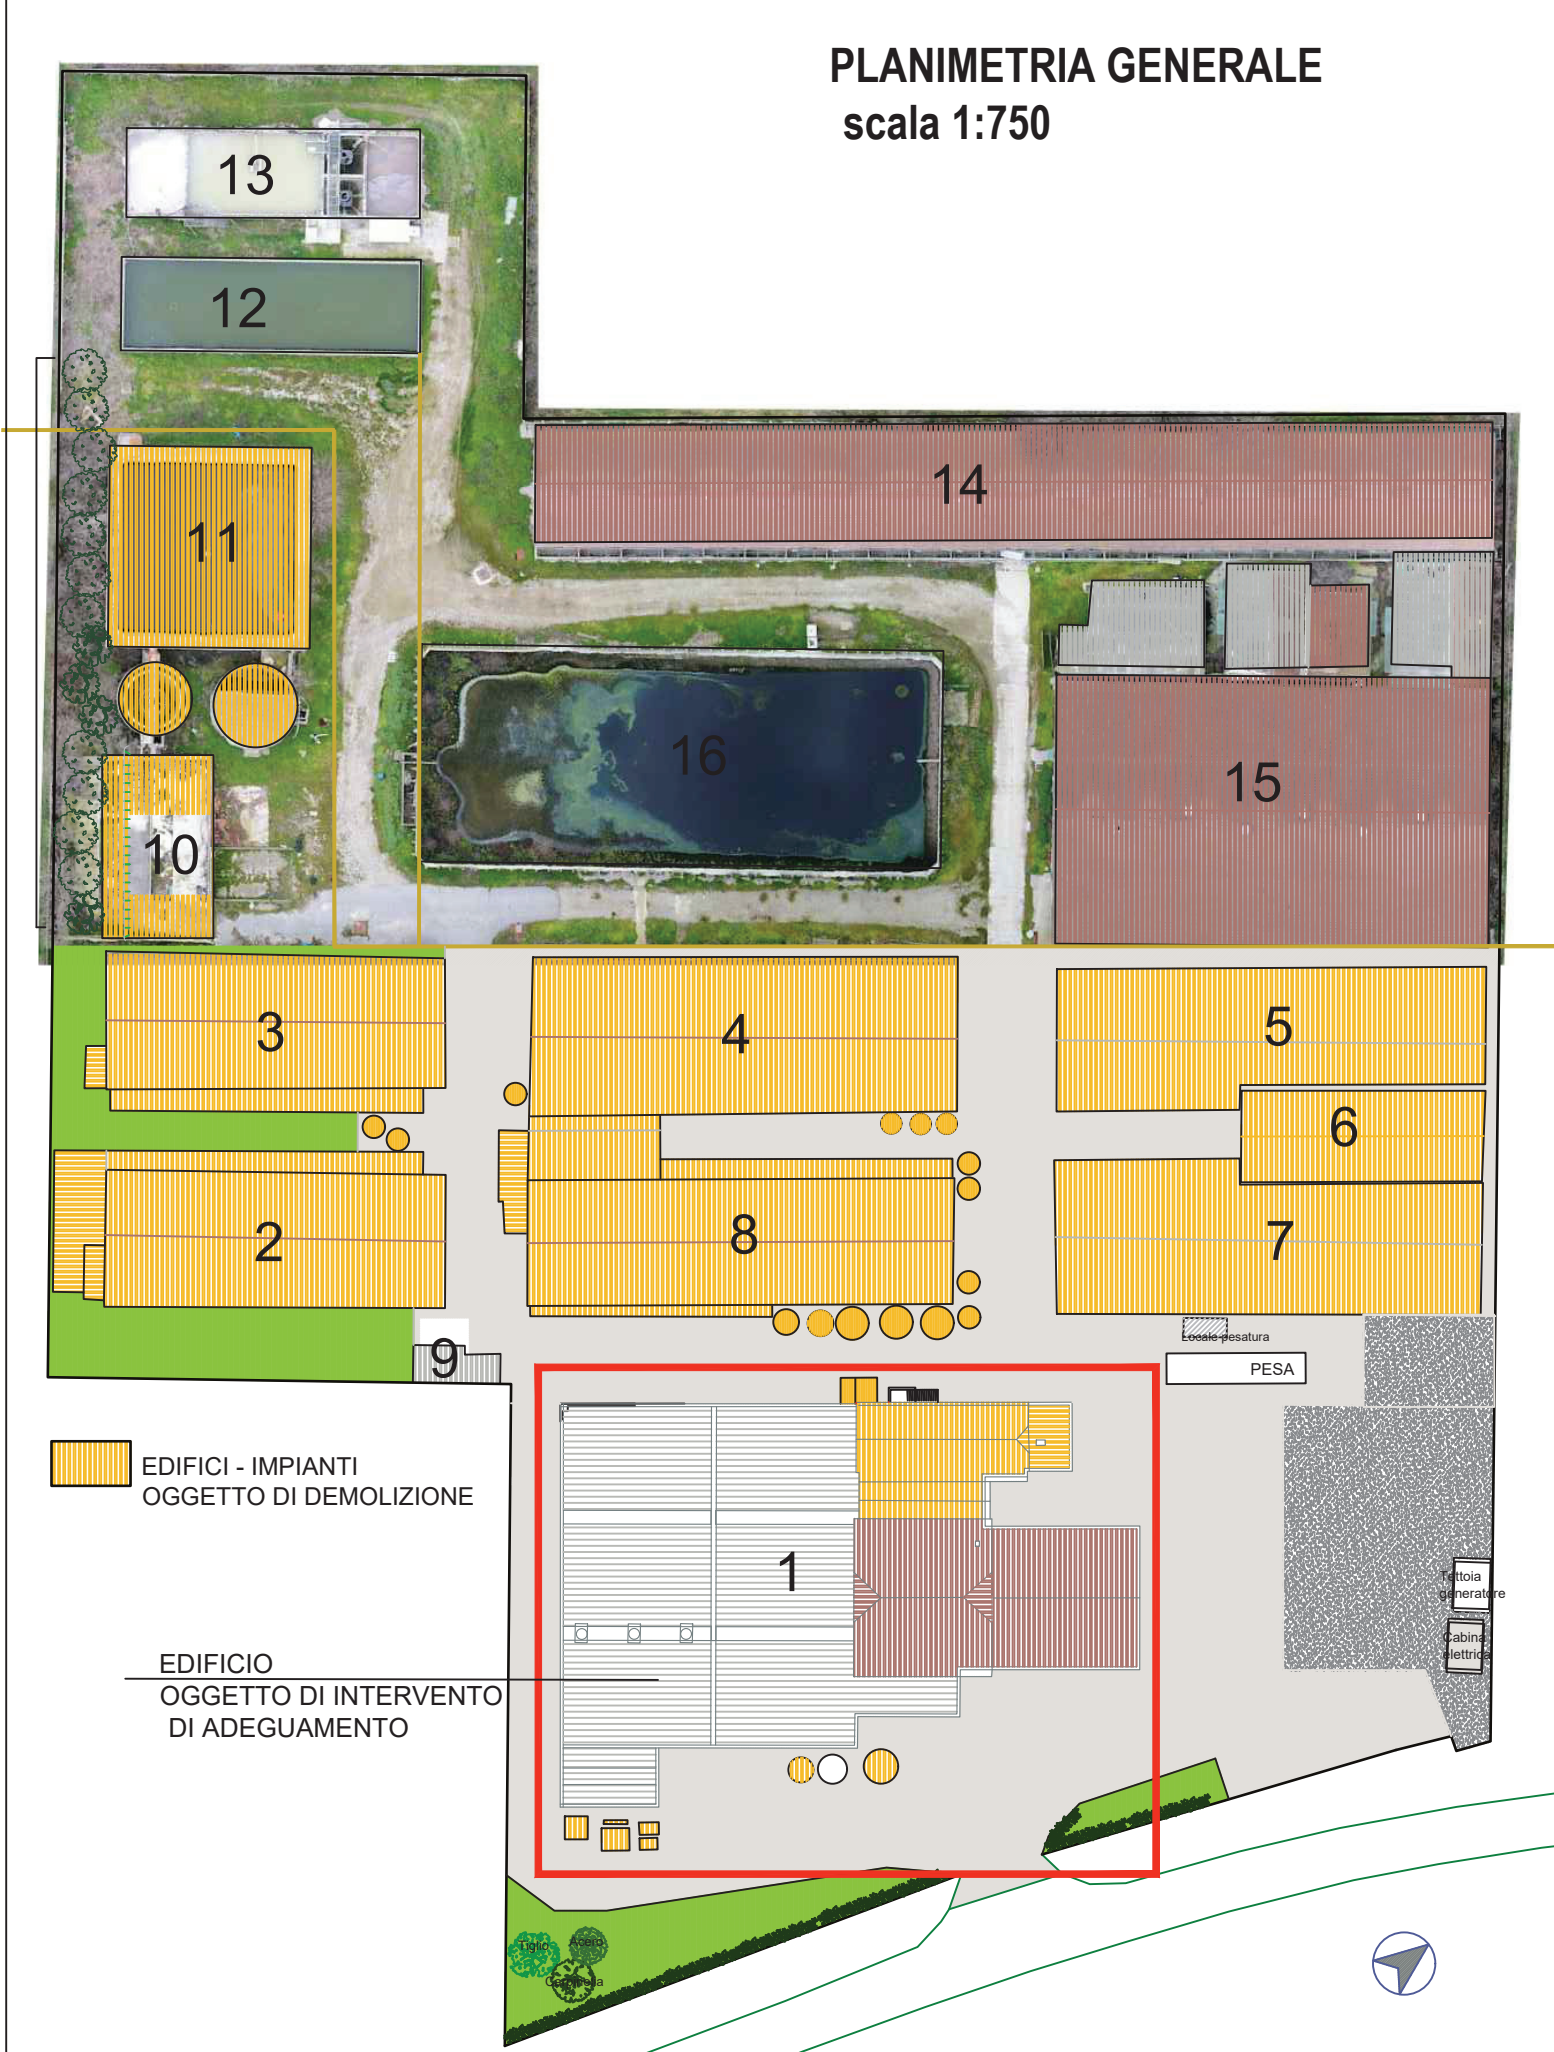 PLANIMETRIA GENERALE
scala 1:750
13
12
14
11
16
15
10
3
4
5
6
2
8
7
9
Locale pesatura
PESA
EDIFICI - IMPIANTI
OGGETTO DI DEMOLIZIONE
1
Tettoia
generatore
Cabina
elettrica
EDIFICIO
OGGETTO DI INTERVENTO
DI ADEGUAMENTO
Tiglio
Acero